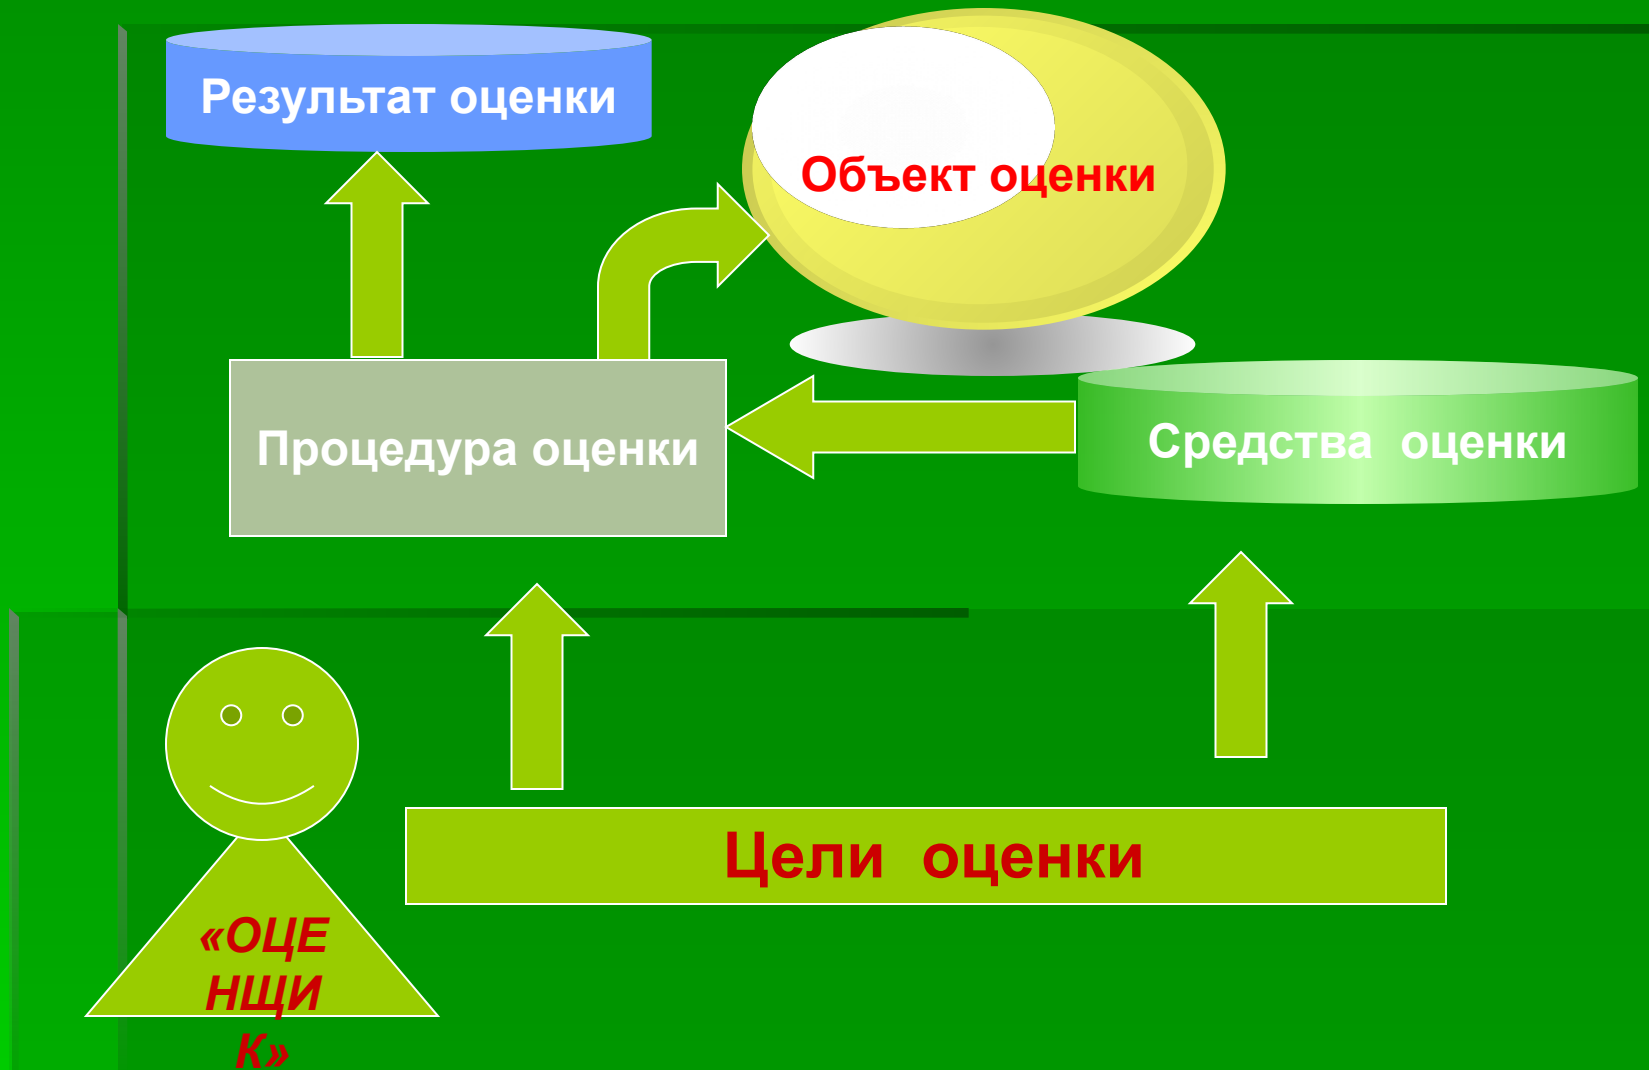 Результат оценки
Объект оценки
Процедура оценки
Средства оценки
Цели оценки
«ОЦЕ
НЩИ
К»